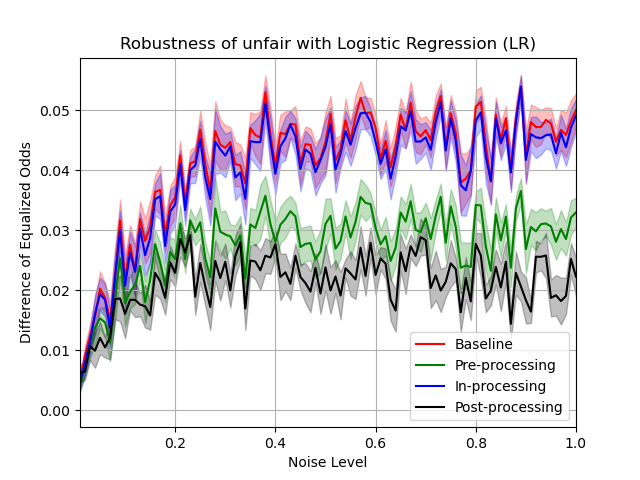 Robustness of unfair with Logistic Regression (LR)
Difference of Equalized Odds
0.05
0.04
0.03
0.02
0.01
0.00
Baseline
Pre-processing
In-processing
Post-processing
0.2 0.4 0.6 0.8 1.0
Noise Level